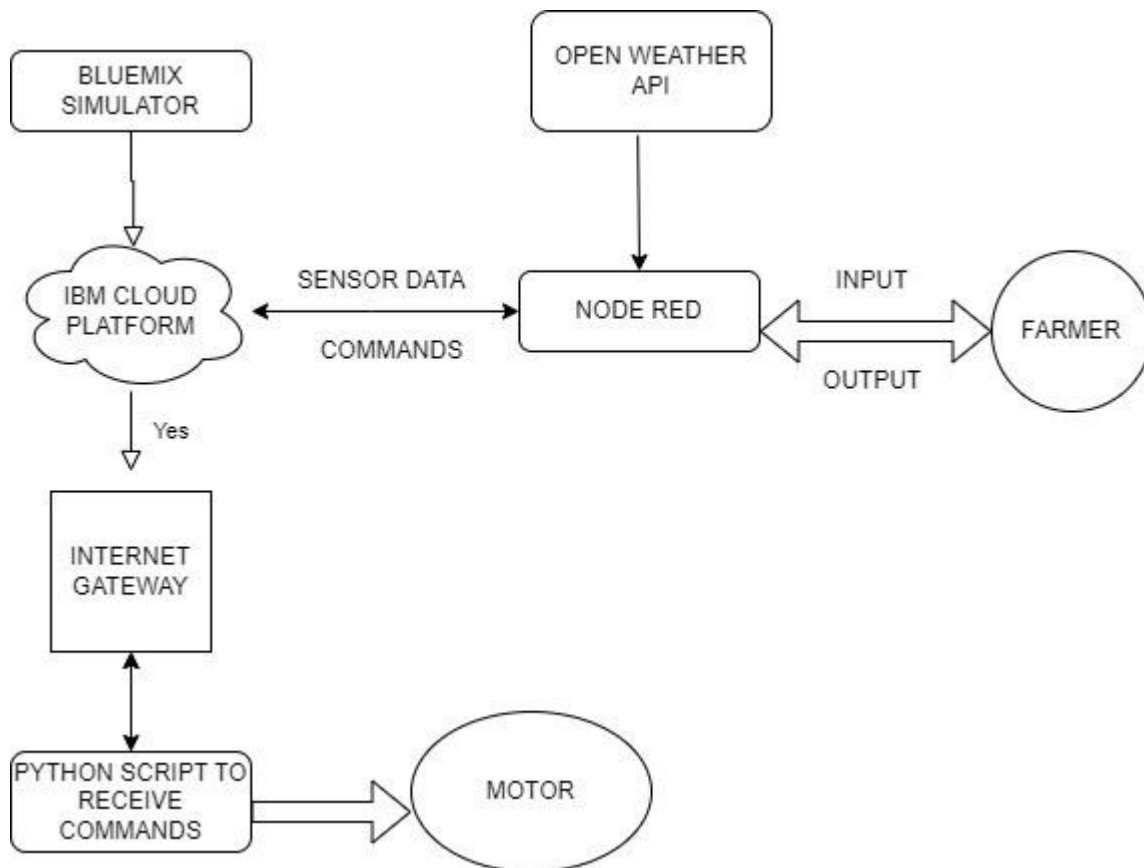 BLUEMIX
SIMULATOR
OPEN WEATHER
API
IBM CLOUD
PLATFORM
SENSOR DATA
COMMANDS
NODE RED
INPUT
OUTPUT
FARMER
Yes
INTERNET
GATEWAY
PYTHON SCRIPT TO
RECEIVE
COMMANDS
MOTOR